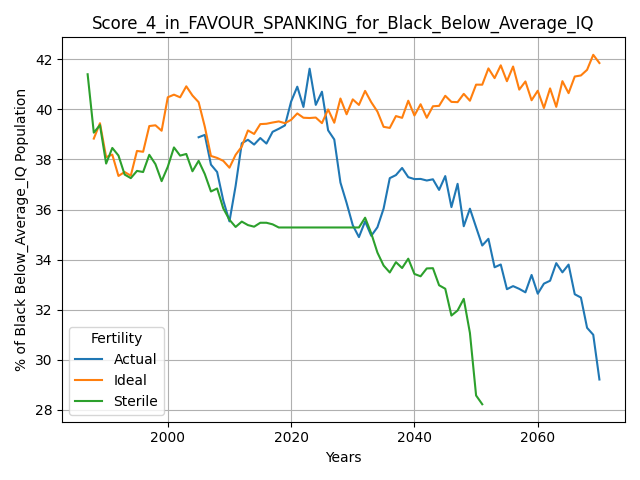 Score_4_in_FAVOUR_SPANKING_for_Black_Below_Average_IQ
% of Black Below_Average_IQ Population
42
40
38
36
34
32
30
28
Fertility
Actual
Ideal
Sterile
2000 2020 2040 2060
Years